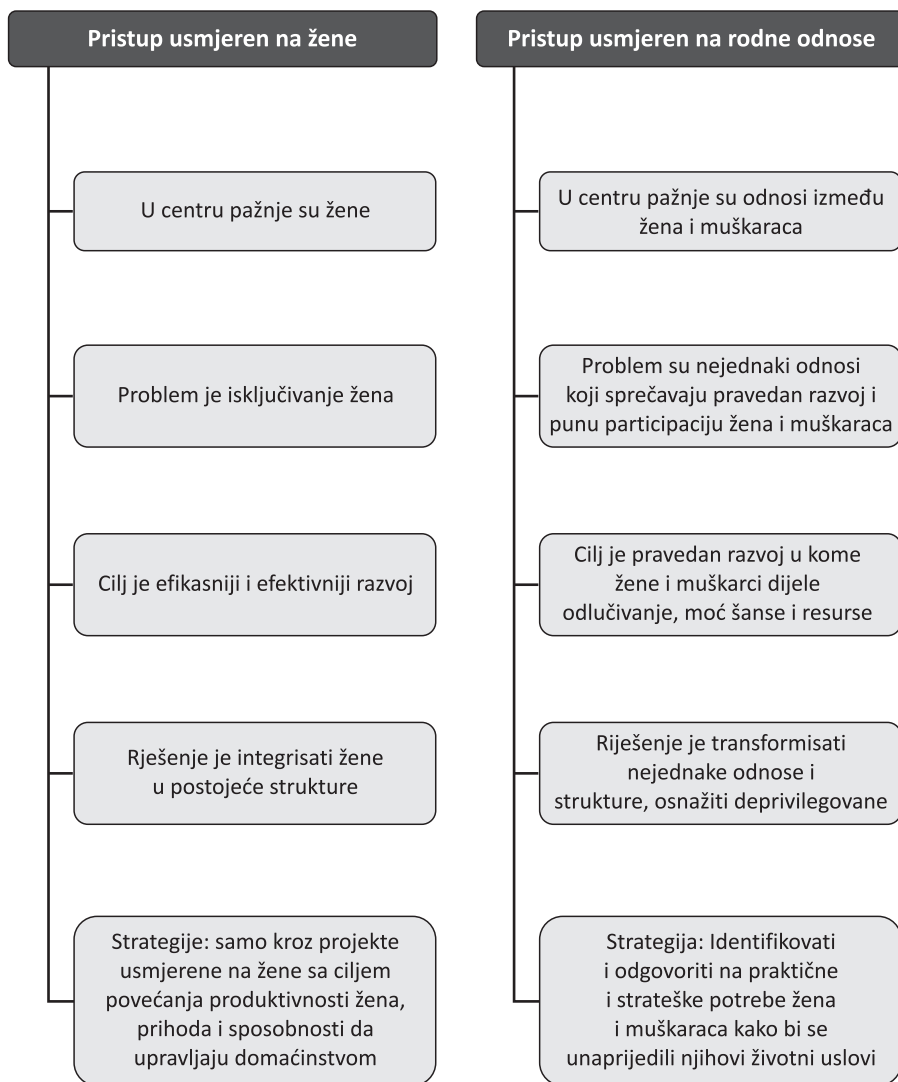 Pristup usmjeren na žene
U centru pažnje su žene
Problem je isključivanje žena
Cilj je efikasniji i efektivniji razvoj
Rješenje je integrisati žene
u postojeće strukture
Strategije: samo kroz projekte
usmjerene na žene sa ciljem
povećanja produktivnosti žena,
prihoda i sposobnosti da
upravljaju domaćinstvom
Pristup usmjeren na rodne odnose
U centru pažnje su odnosi između
žena i muškaraca
Problem su nejednaki odnosi
koji sprečavaju pravedan razvoj i
punu participaciju žena i muškaraca
Cilj je pravedan razvoj u kome
žene i muškarci dijele
odlučivanje, moć šanse i resurse
Riješenje je transformisati
nejednake odnose i
strukture, osnažiti deprivilegovane
Strategija: Identifikovati
i odgovoriti na praktične
i strateške potrebe žena
i muškaraca kako bi se
unaprijedili njihovi životni uslovi